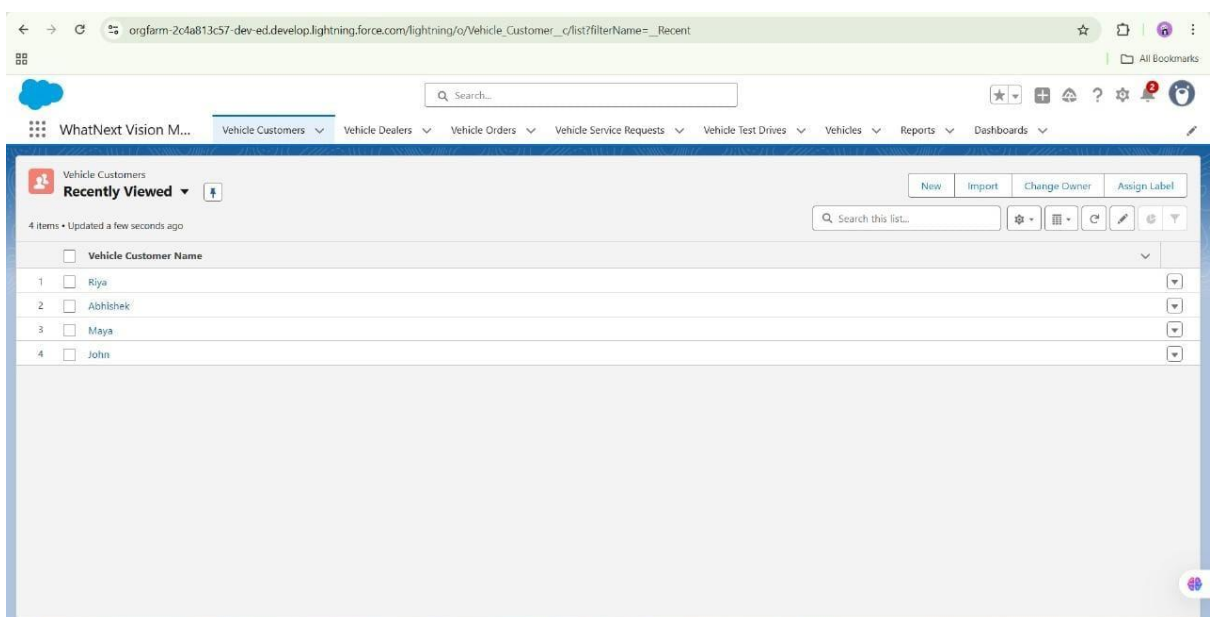 orgfarm-2c4a813c57-dev-ed.develop.lightning.force.com/lightning/o/Vehicle_Customer__c/list?filterName=__Recent
All Bookmarks
Search...
2
WhatNext Vision M... Vehicle Customers Vehicle Dealers Vehicle Orders Vehicle Service Requests Vehicle Test Drives Vehicles Reports Dashboards
Vehicle Customers
Recently Viewed
New Import Change Owner Assign Label
4 items • Updated a few seconds ago
Search this list...
Vehicle Customer Name
1 Riya
2 Abhishek
3 Maya
4 John